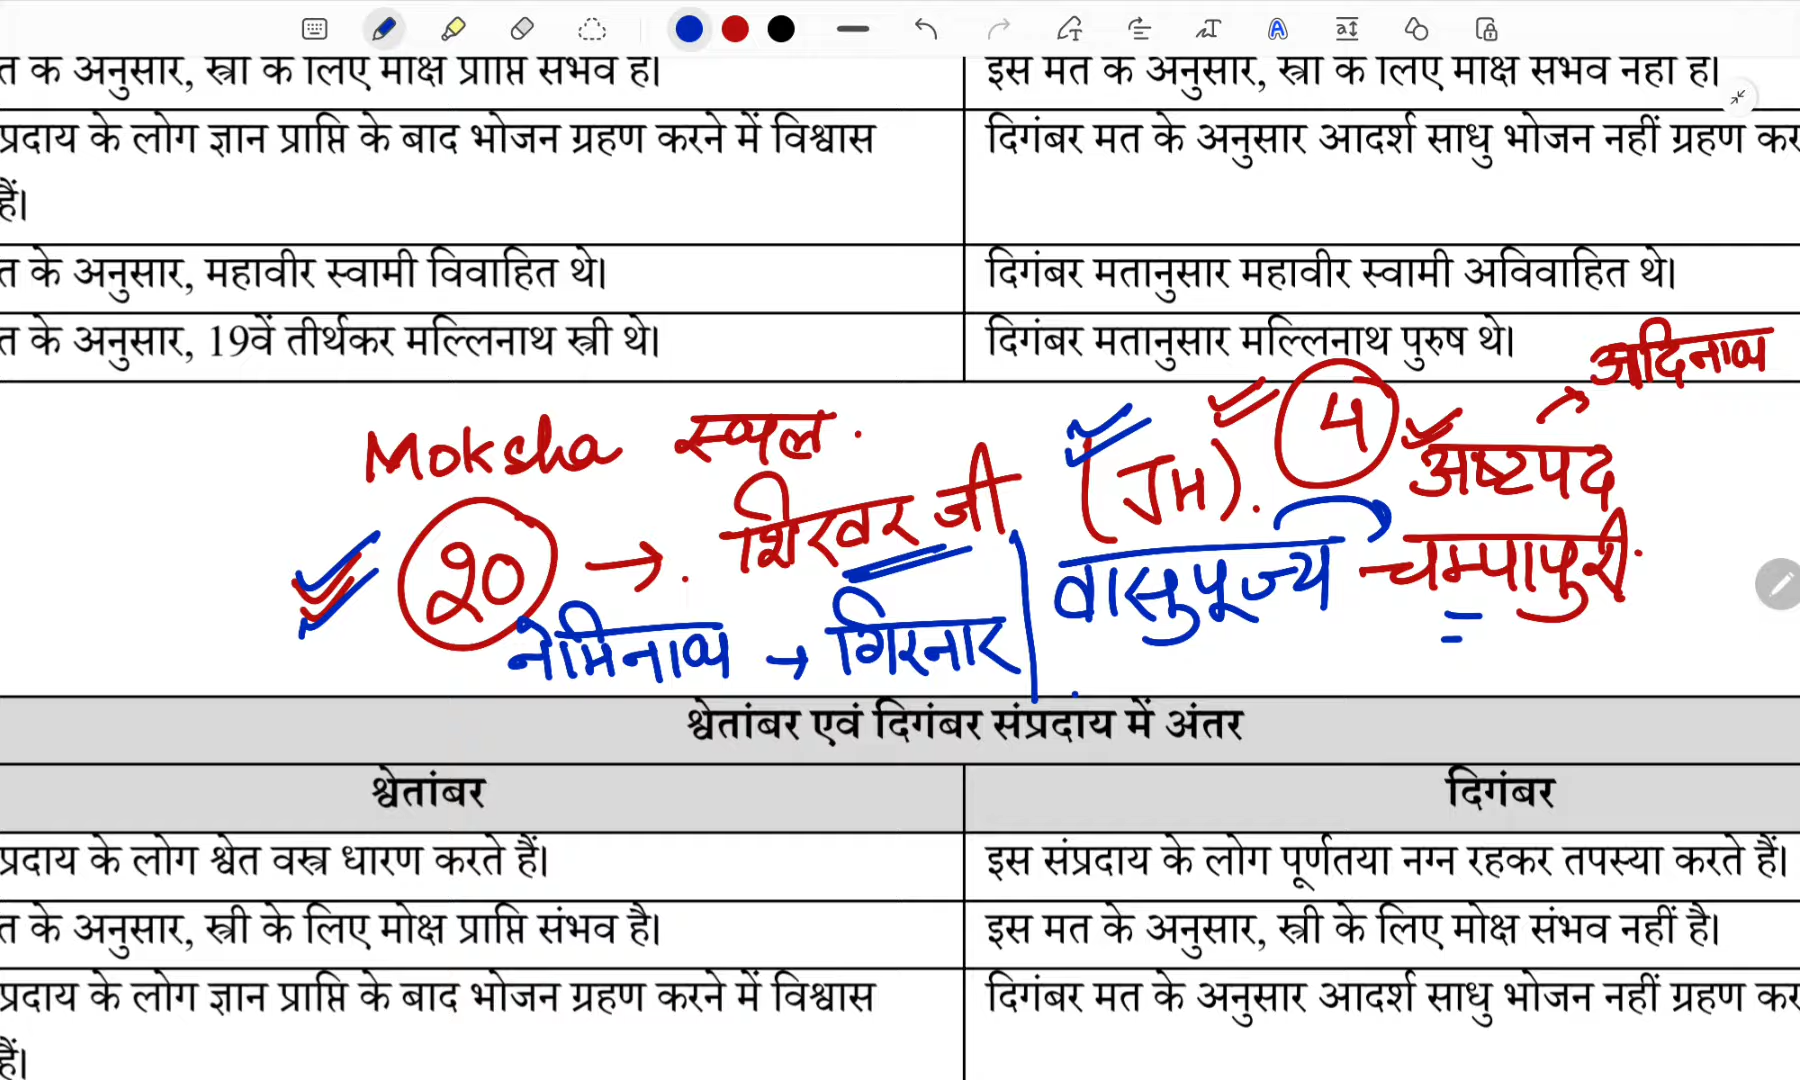 त के अनुसार, स्त्री के लिए मोक्ष प्राप्ति संभव है। इस मत के अनुसार, स्त्री के लिए मोक्ष संभव नहीं है।
प्रदाय के लोग ज्ञान प्राप्ति के बाद भोजन ग्रहण करने में विश्वास दिगंबर मत के अनुसार आदर्श साधु भोजन नहीं ग्रहण कर
हैं।
त के अनुसार, महावीर स्वामी विवाहित थे। दिगंबर मतानुसार महावीर स्वामी अविवाहित थे।
त के अनुसार, 19वें तीर्थकर मल्लिनाथ स्त्री थे। दिगंबर मतानुसार मल्लिनाथ पुरुष थे।
आदिनाथ
Moksha स्थल. 4 अष्टपद
20 → शिखर जी (JH).
वासुपूज्य - चम्पापुरी
नेमिनाथ → गिरनार
श्वेतांबर एवं दिगंबर संप्रदाय में अंतर
श्वेतांबर दिगंबर
प्रदाय के लोग श्वेत वस्त्र धारण करते हैं। इस संप्रदाय के लोग पूर्णतया नग्न रहकर तपस्या करते हैं।
त के अनुसार, स्त्री के लिए मोक्ष प्राप्ति संभव है। इस मत के अनुसार, स्त्री के लिए मोक्ष संभव नहीं है।
प्रदाय के लोग ज्ञान प्राप्ति के बाद भोजन ग्रहण करने में विश्वास दिगंबर मत के अनुसार आदर्श साधु भोजन नहीं ग्रहण कर
हैं।